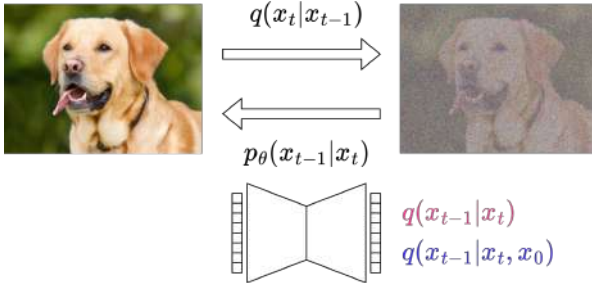 q(x_t|x_{t-1})
p_θ(x_{t-1}|x_t)
q(x_{t-1}|x_t)
q(x_{t-1}|x_t, x_0)